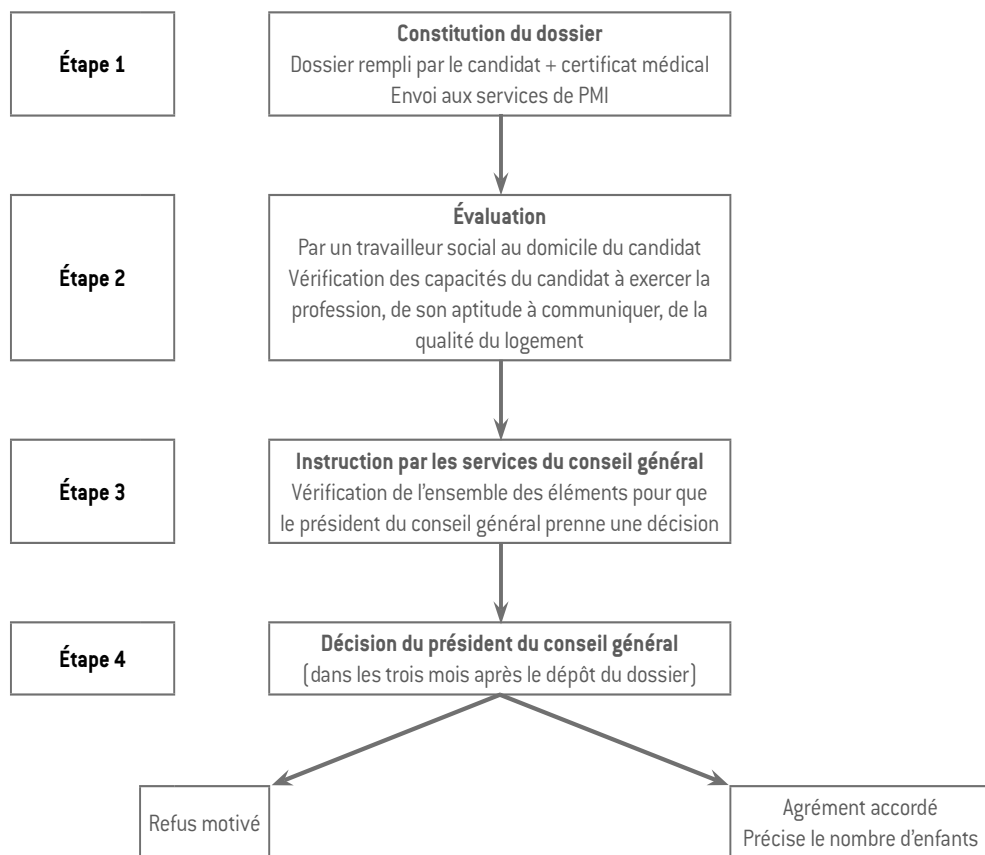 Étape 1
Constitution du dossier
Dossier rempli par le candidat + certificat médical
Envoi aux services de PMI
Étape 2
Évaluation
Par un travailleur social au domicile du candidat
Vérification des capacités du candidat à exercer la
profession, de son aptitude à communiquer, de la
qualité du logement
Étape 3
Instruction par les services du conseil général
Vérification de l’ensemble des éléments pour que
le président du conseil général prenne une décision
Étape 4
Décision du président du conseil général
(dans les trois mois après le dépôt du dossier)
Refus motivé
Agrément accordé
Précise le nombre d’enfants